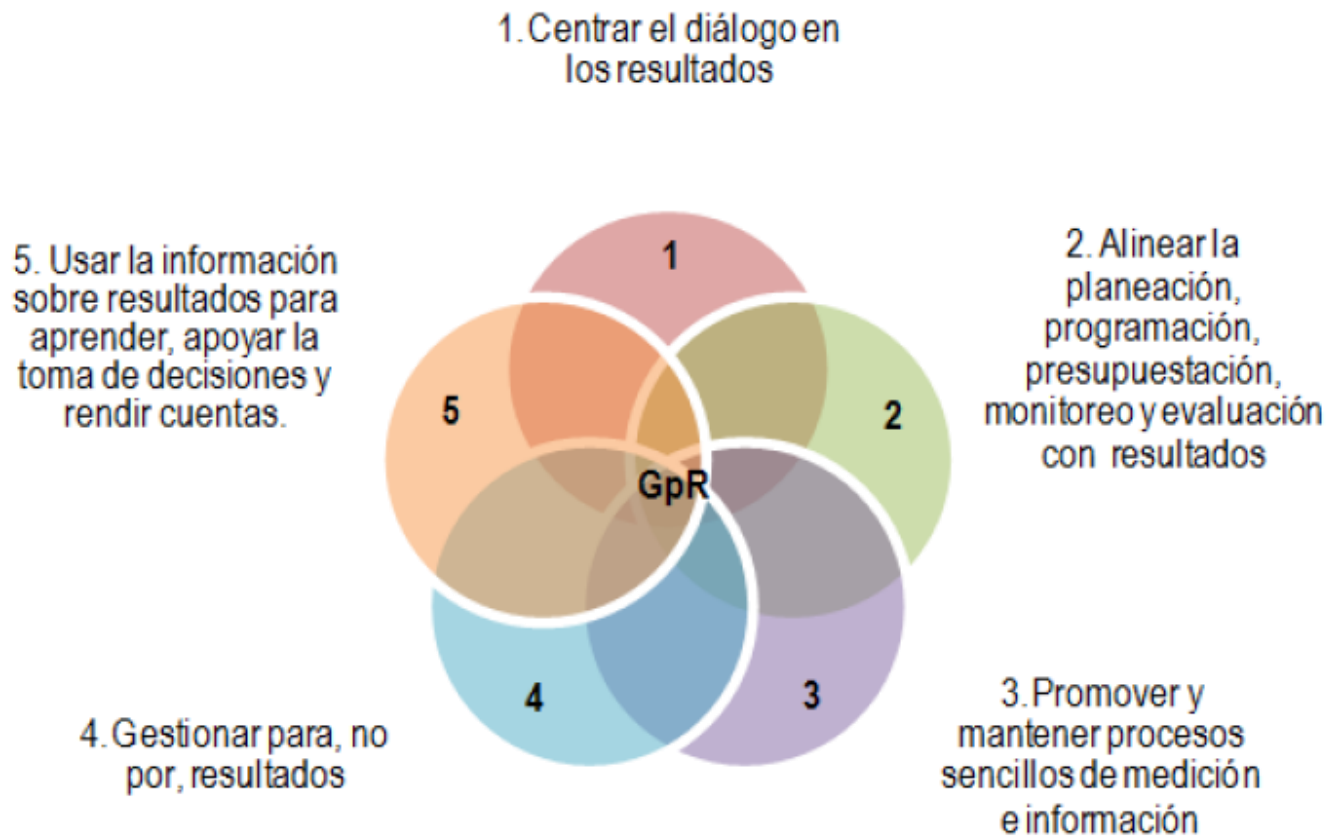 1. Centrar el diálogo en
los resultados
5. Usar la información
sobre resultados para
aprender, apoyar la
toma de decisiones y
rendir cuentas.
2. Alinear la
planeación,
programación,
presupuestación,
monitoreo y evaluación
con resultados
1
5
2
GpR
4
3
4. Gestionar para, no
por, resultados
3. Promover y
mantener procesos
sencillos de medición
e información